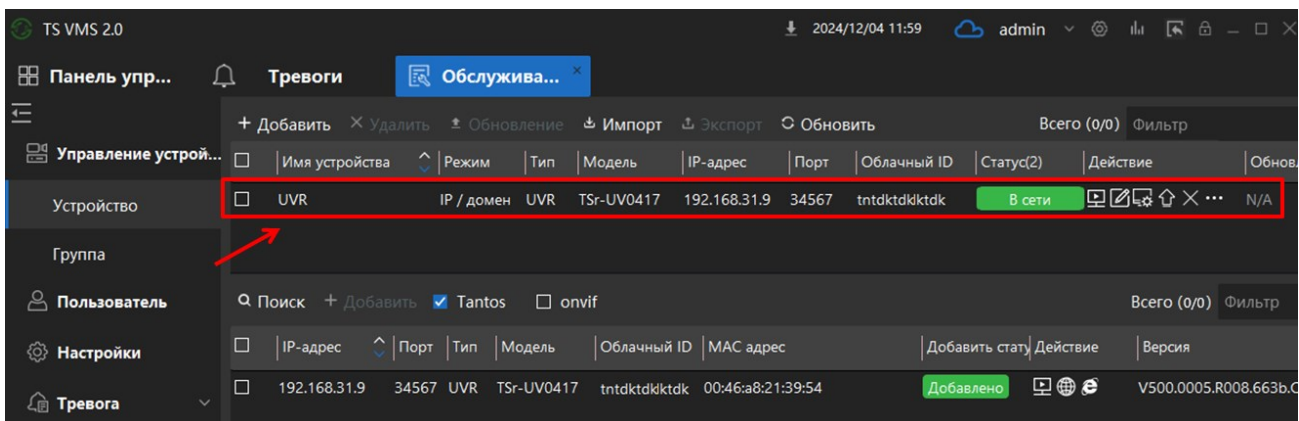 TS VMS 2.0 2024/12/04 11:59 admin
Панель упр... Тревоги Обслужива...
+ Добавить Удалить Обновление Импорт Экспорт Обновить Всего (0/0) Фильтр
Управление устрой... Имя устройства Режим Тип Модель IP-адрес Порт Облачный ID Статус(2) Действие Обновл
Устройство UVR IP / домен UVR TSr-UV0417 192.168.31.9 34567 tntdktdklktdk В сети N/A
Группа
Пользователь Поиск + Добавить Tantos onvif Всего (0/0) Фильтр
Настройки IP-адрес Порт Тип Модель Облачный ID MAC адрес Добавить стату Действие Версия
Тревога 192.168.31.9 34567 UVR TSr-UV0417 tntdktdklktdk 00:46:a8:21:39:54 Добавлено V500.0005.R008.663b.C